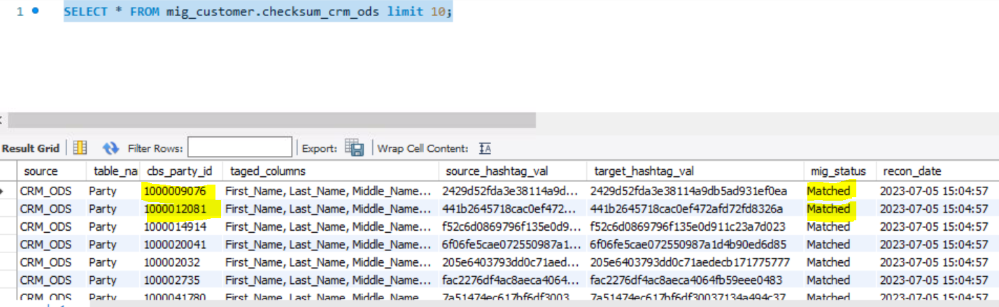 1 SELECT * FROM mig_customer.checksum_crm_ods limit 10;
Result Grid Filter Rows: Export: Wrap Cell Content:
source table_na cbs_party_id taged_columns source_hashtag_val target_hashtag_val mig_status recon_date
CRM_ODS Party 1000009076 First_Name, Last_Name, Middle_Name... 2429d52fda3e38114a9d... 2429d52fda3e38114a9db5ad931ef0ea Matched 2023-07-05 15:04:57
CRM_ODS Party 1000012081 First_Name, Last_Name, Middle_Name... 441b2645718cac0ef472... 441b2645718cac0ef472afd72fd8326a Matched 2023-07-05 15:04:57
CRM_ODS Party 1000014914 First_Name, Last_Name, Middle_Name... f52c6d0869796f135e0d9... f52c6d0869796f135e0d911c23a7d023 Matched 2023-07-05 15:04:57
CRM_ODS Party 1000020041 First_Name, Last_Name, Middle_Name... 6f06fe5cae072550987a1... 6f06fe5cae072550987a1d4b90ed6d85 Matched 2023-07-05 15:04:57
CRM_ODS Party 100002032 First_Name, Last_Name, Middle_Name... 205e6403793dd0c71aed... 205e6403793dd0c71aedecb171775777 Matched 2023-07-05 15:04:57
CRM_ODS Party 100002735 First_Name, Last_Name, Middle_Name... fac2276df4ac8aeca4064... fac2276df4ac8aeca4064fb59eee0483 Matched 2023-07-05 15:04:57
CRM_ODS Party 1000041780 First_Name, Last_Name, Middle_Name... 7a51474ec617bf6df3003... 7a51474ec617bf6df30037134a494c37 Matched 2023-07-05 15:04:57